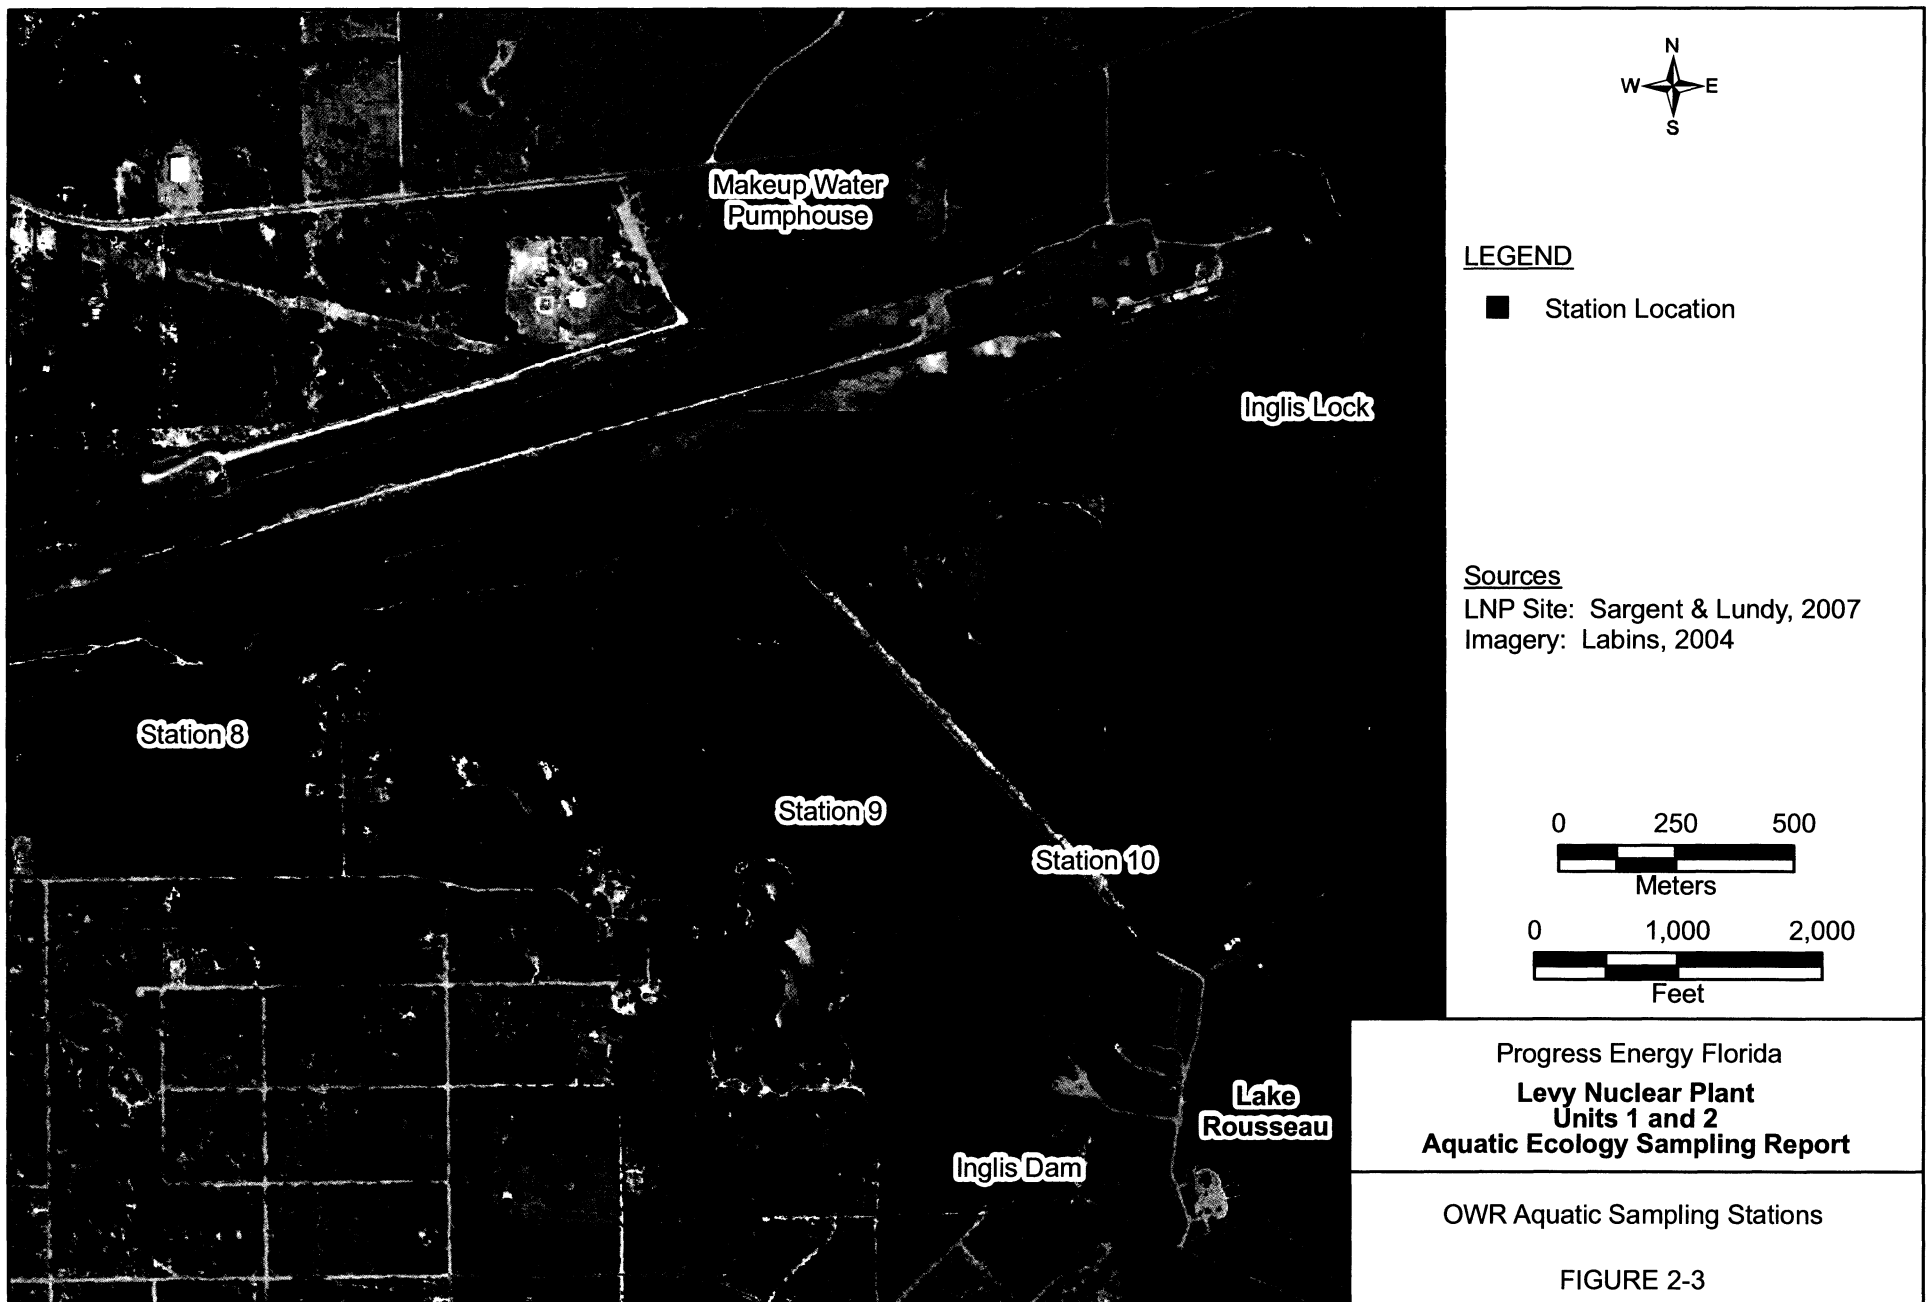 Makeup Water
Pumphouse
Inglis Lock
Station 8
Station 9
Station 10
Lake
Rousseau
Inglis Dam
N
W E
S
LEGEND
Station Location
Sources
LNP Site: Sargent & Lundy, 2007
Imagery: Labins, 2004
0 250 500
Meters
0 1,000 2,000
Feet
Progress Energy Florida
Levy Nuclear Plant
Units 1 and 2
Aquatic Ecology Sampling Report
OWR Aquatic Sampling Stations
FIGURE 2-3